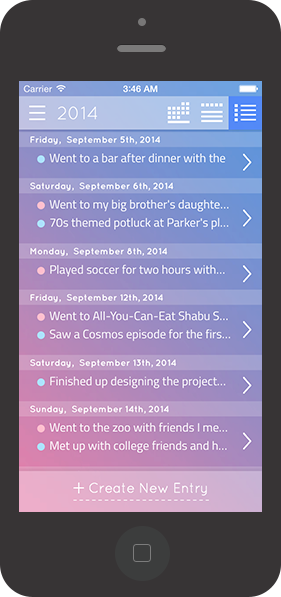 Carrier 3:46 AM
2014
Friday, September 5th, 2014
Went to a bar after dinner with the
Saturday, September 6th, 2014
Went to my big brother's daughte...
70s themed potluck at Parker's pl...
Monday, September 8th, 2014
Played soccer for two hours with...
Friday, September 12th, 2014
Went to All-You-Can-Eat Shabu S...
Saw a Cosmos episode for the firs...
Saturday, September 13th, 2014
Finished up designing the project...
Sunday, September 14th, 2014
Went to the zoo with friends I me...
Met up with college friends and h...
+ Create New Entry